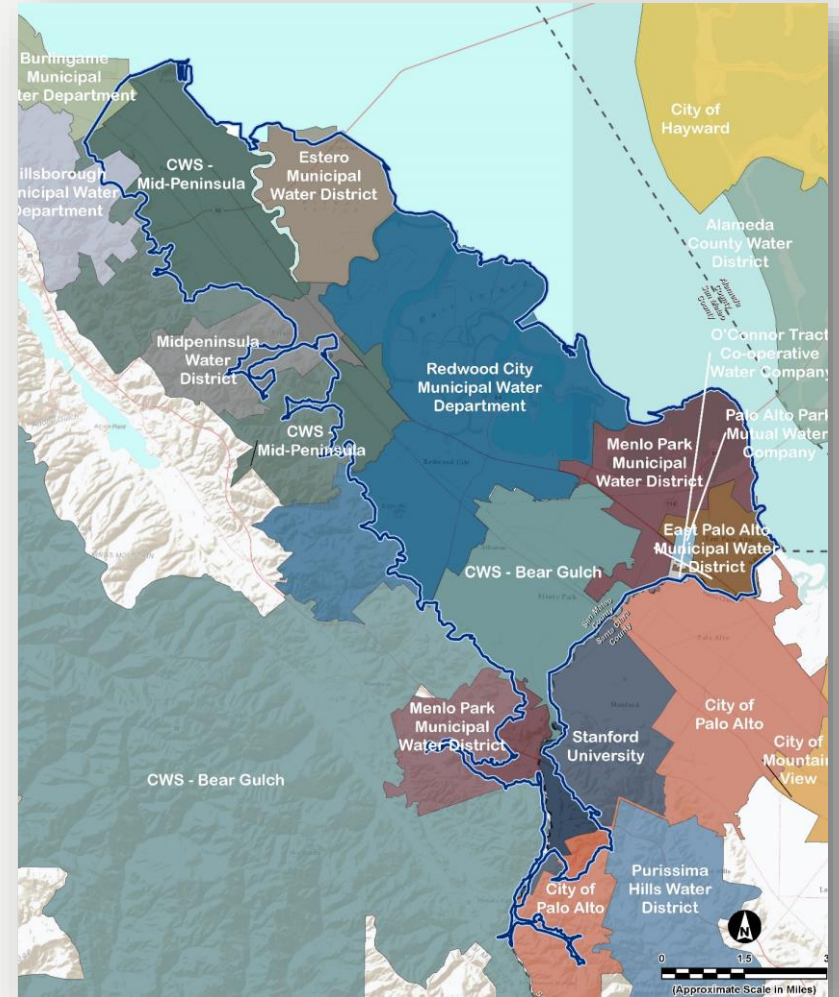 Burlingame
Municipal
ter Department
City of
Hayward
CWS -
Mid-Peninsula
Estero
Municipal
Water District
illsborough
nicipal Water
Department
Alameda
County Water
District
O'Connor Tract
Co-operative
Water Company
Midpeninsula
Water
District
Redwood City
Municipal Water
Department
Palo Alto Park
Mutual Water
Company
CWS
Mid-Peninsula
Menlo Park
Municipal
Water District
East Palo Alto
Municipal Water
District
CWS - Bear Gulch
San Mateo
County
Santa Clara
County
Palo Alto
Menlo Park
Municipal
Water District
Stanford
University
City of
Palo Alto
City of
Mountain
View
CWS - Bear Gulch
City of
Palo Alto
Purissima
Hills Water
District
N
0 1.5 3
(Approximate Scale in Miles)